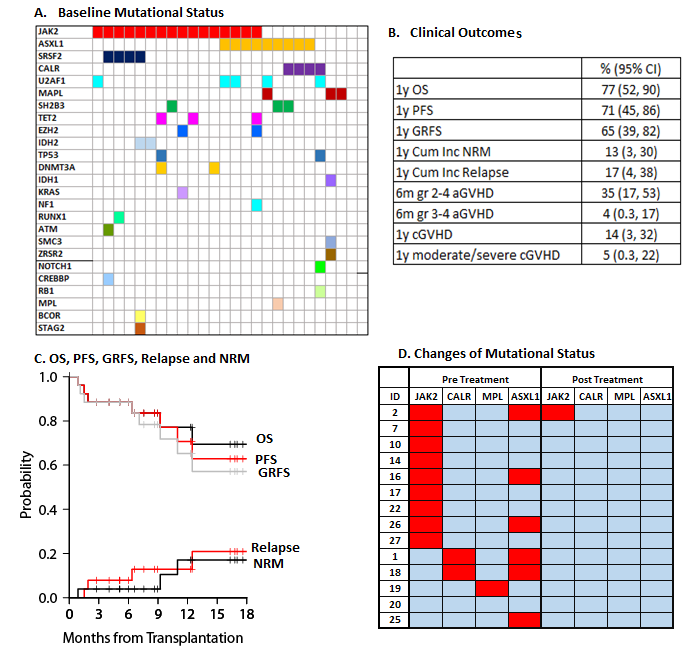 A. Baseline Mutational Status
JAK2
ASXL1
SRSF2
CALR
U2AF1
MAPL
SH2B3
TET2
EZH2
IDH2
TP53
DNMT3A
IDH1
KRAS
NF1
RUNX1
ATM
SMC3
ZRSR2
NOTCH1
CREBBP
RB1
MPL
BCOR
STAG2
B. Clinical Outcomes
% (95% CI)
1y OS 77 (52, 90)
1y PFS 71 (45, 86)
1y GRFS 65 (39, 82)
1y Cum Inc NRM 13 (3, 30)
1y Cum Inc Relapse 17 (4, 38)
6m gr 2-4 aGVHD 35 (17, 53)
6m gr 3-4 aGVHD 4 (0.3, 17)
1y cGVHD 14 (3, 32)
1y moderate/severe cGVHD 5 (0.3, 22)
C. OS, PFS, GRFS, Relapse and NRM
Probability
1.0
0.8
0.6
0.4
0.2
0.0
OS
PFS
GRFS
Relapse
NRM
0 3 6 9 12 15 18
Months from Transplantation
D. Changes of Mutational Status
Pre Treatment Post Treatment
ID JAK2 CALR MPL ASXL1 JAK2 CALR MPL ASXL1
2
7
10
14
16
17
22
26
27
1
18
19
20
25